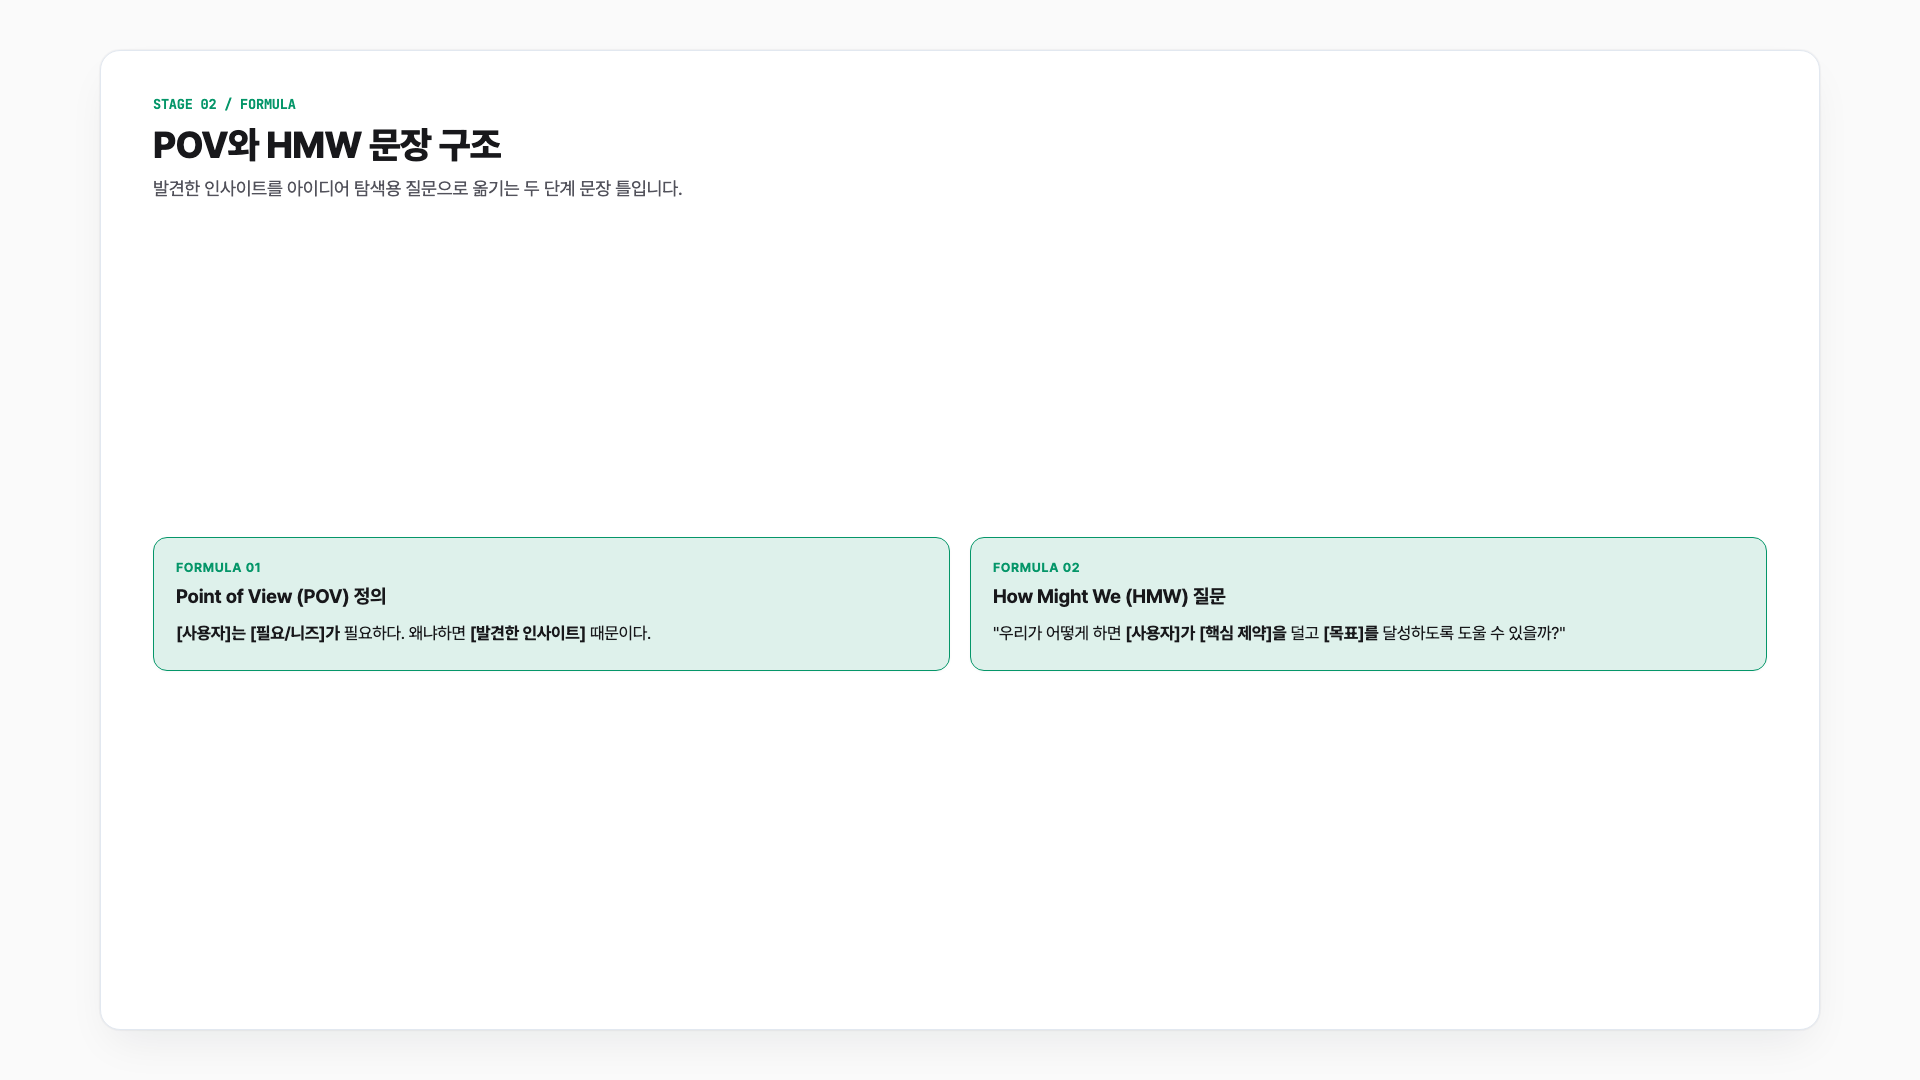 STAGE 02 / FORMULA
POV와 HMW 문장 구조
발견한 인사이트를 아이디어 탐색용 질문으로 옮기는 두 단계 문장 틀입니다.
FORMULA 01
Point of View (POV) 정의
[사용자]는 [필요/니즈]가 필요하다. 왜냐하면 [발견한 인사이트] 때문이다.
FORMULA 02
How Might We (HMW) 질문
"우리가 어떻게 하면 [사용자]가 [핵심 제약]을 덜고 [목표]를 달성하도록 도울 수 있을까?"